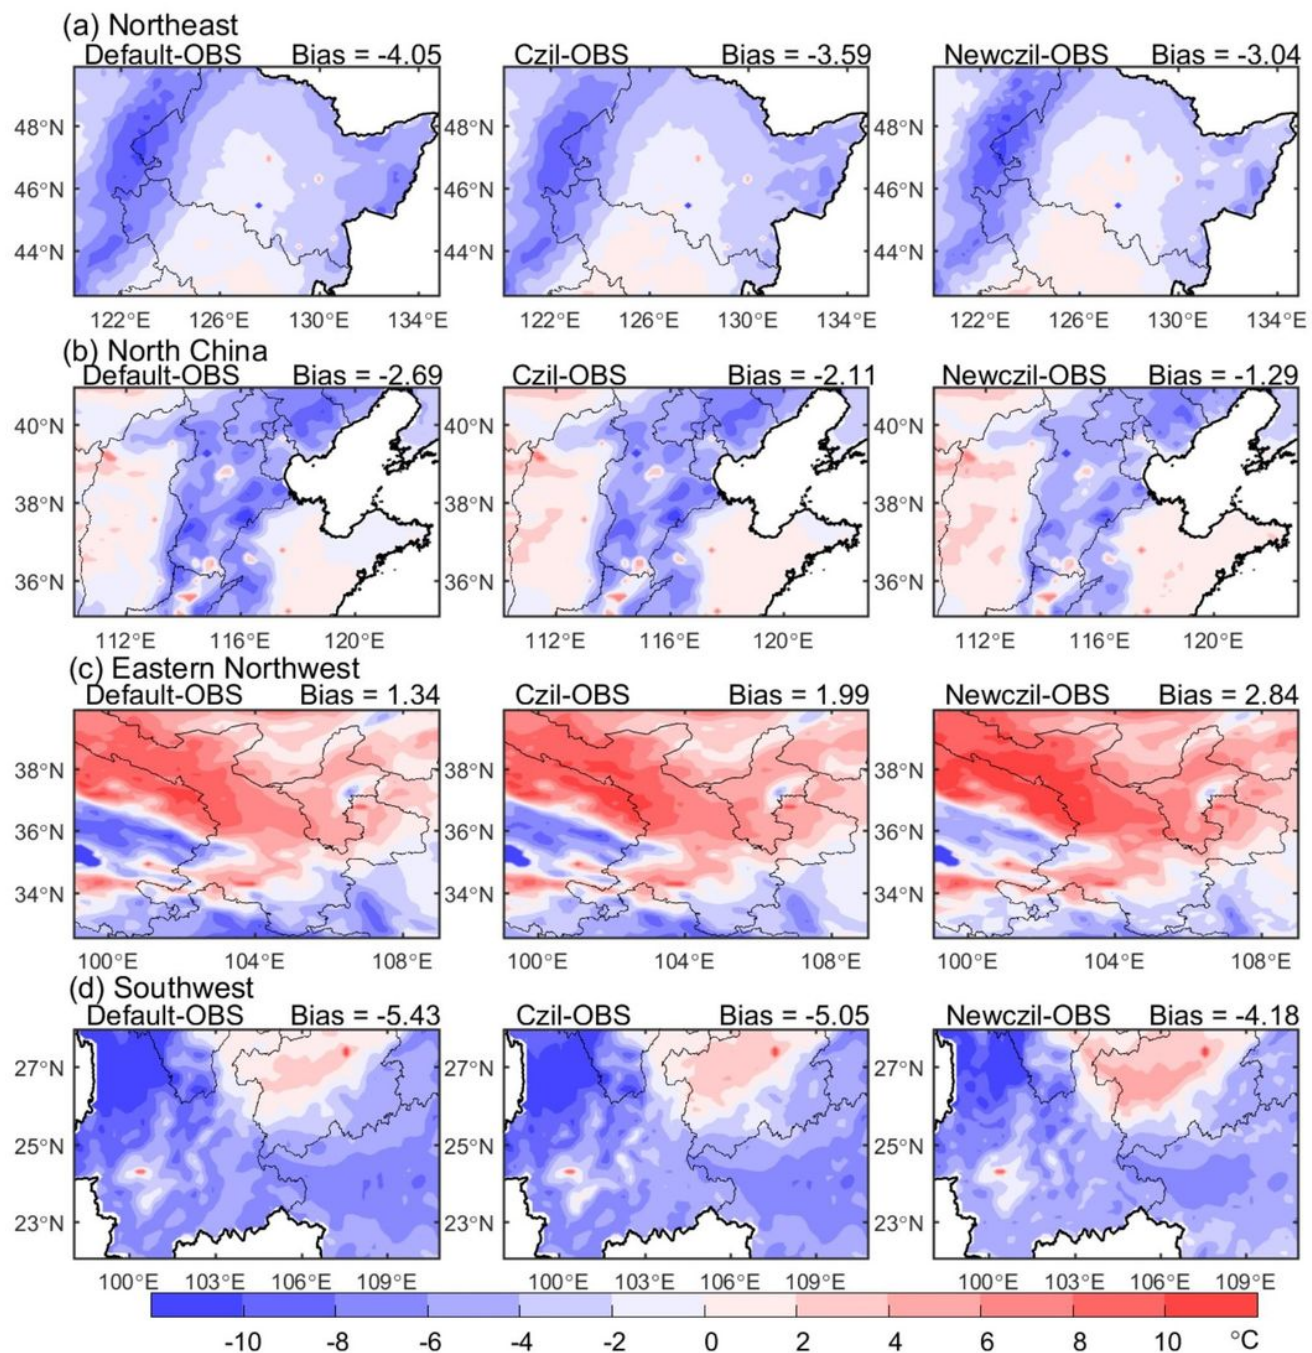 (a) Northeast
Default-OBS Bias = -4.05 Czil-OBS Bias = -3.59 Newczil-OBS Bias = -3.04
48°N 48°N 48°N
46°N 46°N 46°N
44°N 44°N 44°N
122°E 126°E 130°E 134°E 122°E 126°E 130°E 134°E 122°E 126°E 130°E 134°E
(b) North China
Default-OBS Bias = -2.69 Czil-OBS Bias = -2.11 Newczil-OBS Bias = -1.29
40°N 40°N 40°N
38°N 38°N 38°N
36°N 36°N 36°N
112°E 116°E 120°E 112°E 116°E 120°E 112°E 116°E 120°E
(c) Eastern Northwest
Default-OBS Bias = 1.34 Czil-OBS Bias = 1.99 Newczil-OBS Bias = 2.84
38°N 38°N 38°N
36°N 36°N 36°N
34°N 34°N 34°N
100°E 104°E 108°E 100°E 104°E 108°E 100°E 104°E 108°E
(d) Southwest
Default-OBS Bias = -5.43 Czil-OBS Bias = -5.05 Newczil-OBS Bias = -4.18
27°N 27°N 27°N
25°N 25°N 25°N
23°N 23°N 23°N
100°E 103°E 106°E 109°E 100°E 103°E 106°E 109°E 100°E 103°E 106°E 109°E
-10 -8 -6 -4 -2 0 2 4 6 8 10 °C